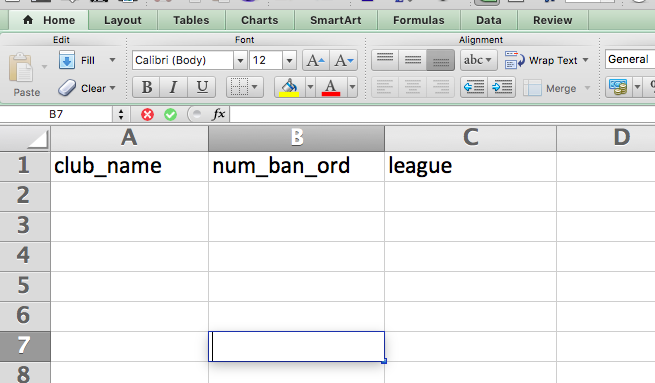 Home Layout Tables Charts SmartArt Formulas Data Review
Edit Font Alignment
Fill Calibri (Body) 12 A A abc Wrap Text General
Paste Clear B I U A Merge
B7 fx
A B C D
1 club_name num_ban_ord league
2
3
4
5
6
7
8